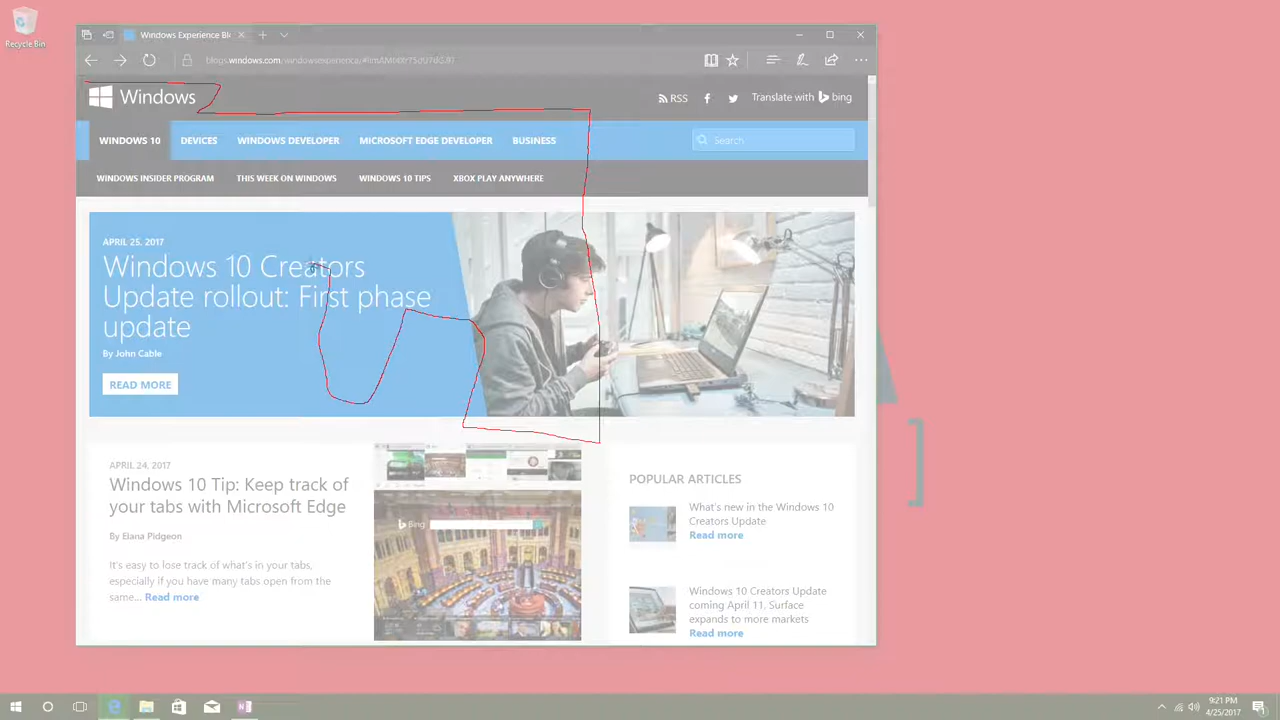 Recycle Bin
Windows Experience Bl
Windows
RSS
Translate with bing
WINDOWS 10 DEVICES WINDOWS DEVELOPER MICROSOFT EDGE DEVELOPER BUSINESS
Search
WINDOWS INSIDER PROGRAM THIS WEEK ON WINDOWS WINDOWS 10 TIPS XBOX PLAY ANYWHERE
APRIL 25, 2017
Windows 10 Creators
Update rollout: First phase
update
By John Cable
READ MORE
APRIL 24, 2017
Windows 10 Tip: Keep track of
your tabs with Microsoft Edge
By Elana Pidgeon
It's easy to lose track of what's in your tabs,
especially if you have many tabs open from the
same... Read more
Bing
POPULAR ARTICLES
What's new in the Windows 10
Creators Update
Read more
Windows 10 Creators Update
coming April 11, Surface
expands to more markets
Read more
9:21 PM
4/25/2017